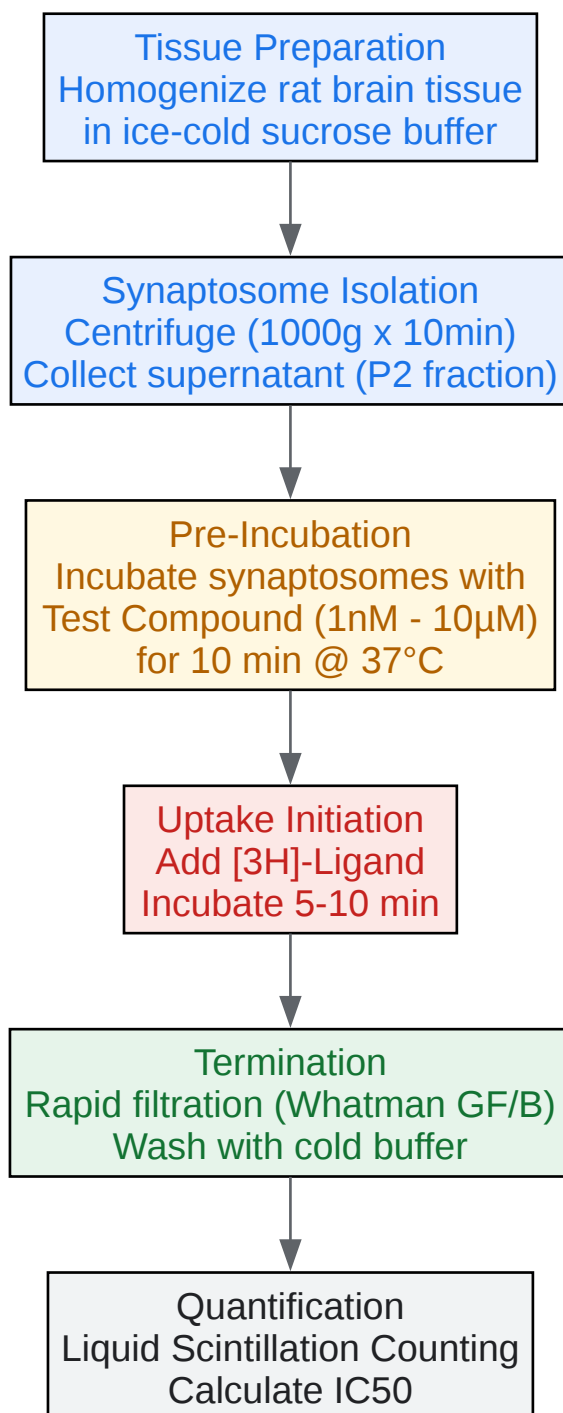 Tissue Preparation
Homogenize rat brain tissue
in ice-cold sucrose buffer
Synaptosome Isolation
Centrifuge (1000g x 10min)
Collect supernatant (P2 fraction)
Pre-Incubation
Incubate synaptosomes with
Test Compound (1nM - 10µM)
for 10 min @ 37°C
Uptake Initiation
Add [3H]-Ligand
Incubate 5-10 min
Termination
Rapid filtration (Whatman GF/B)
Wash with cold buffer
Quantification
Liquid Scintillation Counting
Calculate IC50